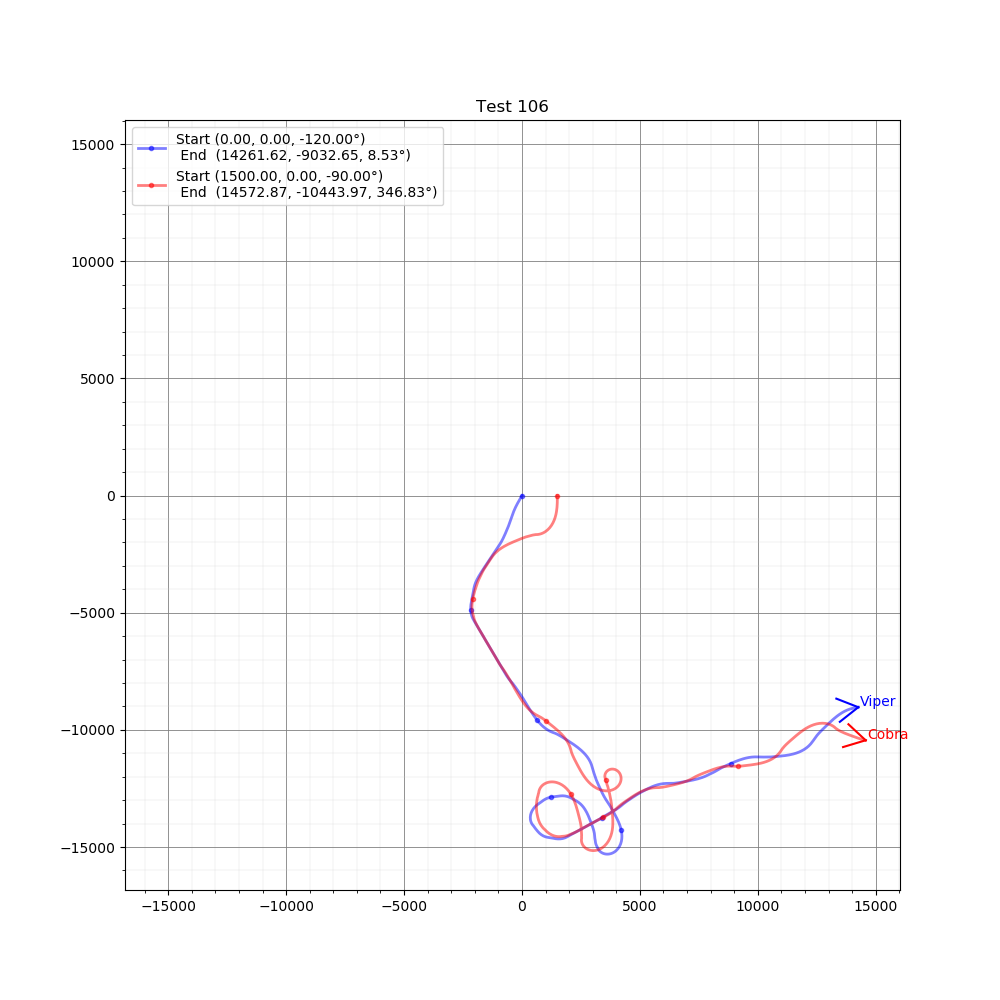 Test 106
Start (0.00, 0.00, -120.00°)
End  (14261.62, -9032.65, 8.53°)
Start (1500.00, 0.00, -90.00°)
End  (14572.87, -10443.97, 346.83°)
15000
10000
5000
0
−5000
−10000
−15000
Viper
Cobra
−15000
−10000
−5000
0
5000
10000
15000